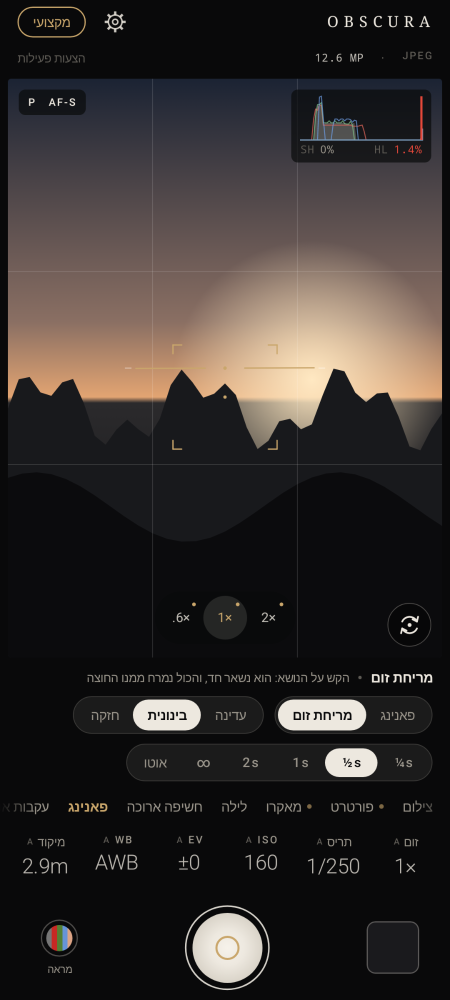 OBSCURA
מקצועי
JPEG · 12.6 MP
הצעות פעילות
P AF-S
SH 0% HL 1.4%
.6× 1× 2×
מריחת זום • הקש על הנושא: הוא נשאר חד, והכול נמרח ממנו החוצה
פאנינג מריחת זום
עדינה בינונית חזקה
¼s ½s 1s 2s ∞ אוטו
צילום • פורטרט • מאקרו לילה חשיפה ארוכה פאנינג עקבות
זום A תריס A ISO A EV A WB A מיקוד A
1× 1/250 160 ±0 AWB 2.9m
מראה